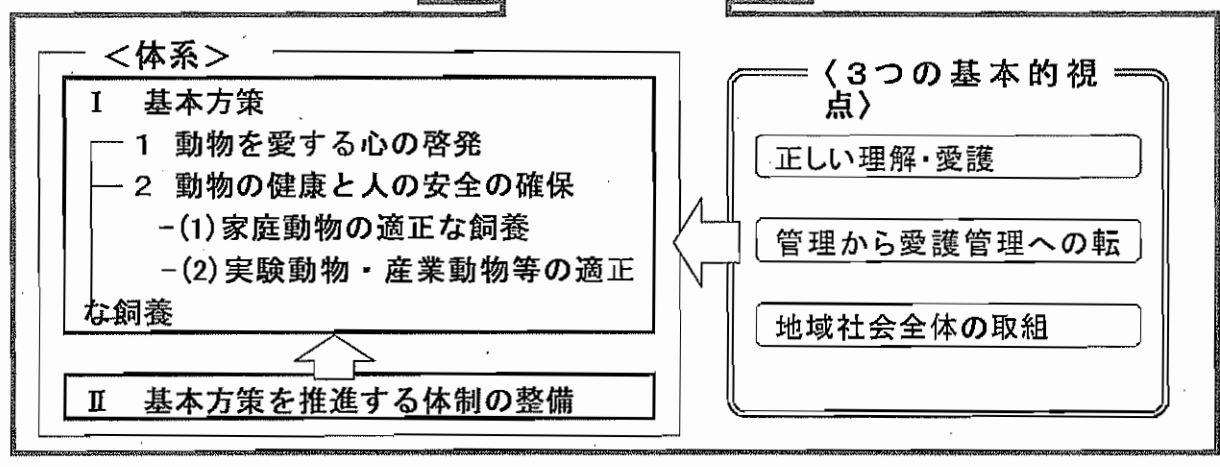 ＜体系＞
Ⅰ 基本方策
1 動物を愛する心の啓発
2 動物の健康と人の安全の確保
-(1)家庭動物の適正な飼養
-(2)実験動物・産業動物等の適正
な飼養
Ⅱ 基本方策を推進する体制の整備
〈3つの基本的視
点〉
正しい理解・愛護
管理から愛護管理への転
地域社会全体の取組